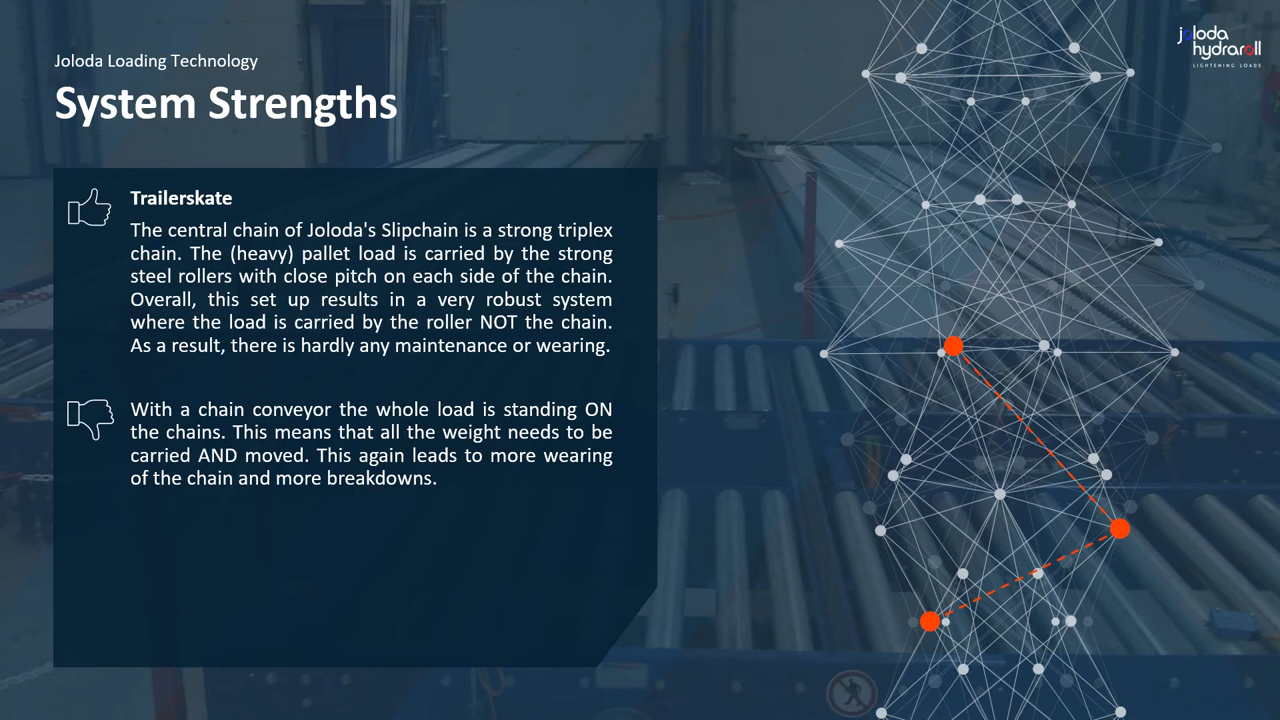 Joloda Loading Technology
System Strengths
joloda
hydraroll
LIGHTENING LOADS
Trailerskate
The central chain of Joloda's Slipchain is a strong triplex
chain. The (heavy) pallet load is carried by the strong
steel rollers with close pitch on each side of the chain.
Overall, this set up results in a very robust system
where the load is carried by the roller NOT the chain.
As a result, there is hardly any maintenance or wearing.
With a chain conveyor the whole load is standing ON
the chains. This means that all the weight needs to be
carried AND moved. This again leads to more wearing
of the chain and more breakdowns.